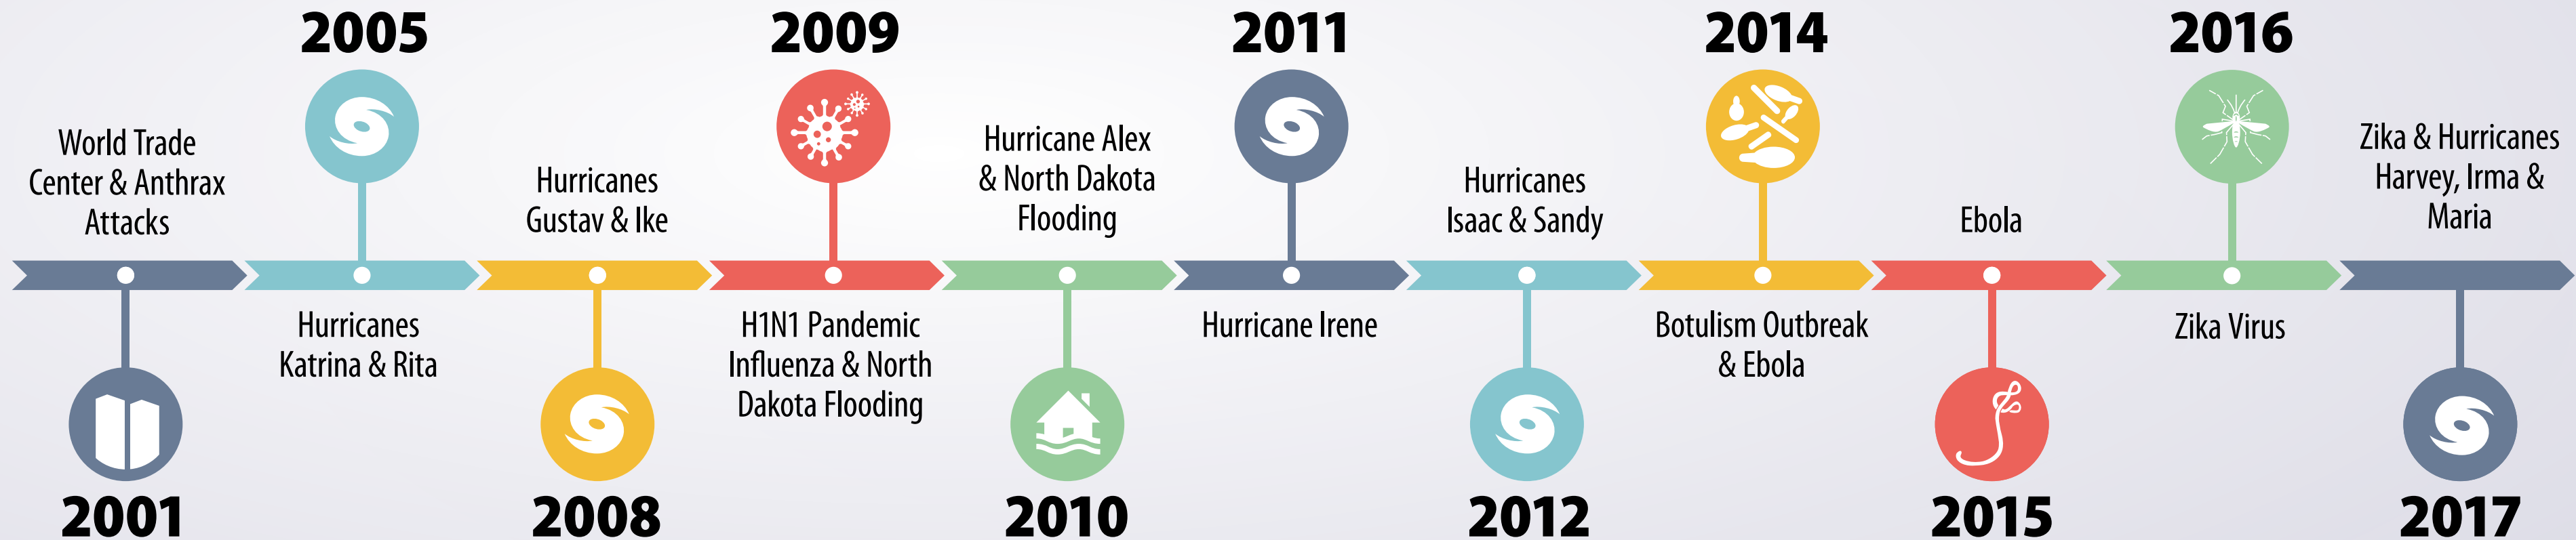 2001
World Trade
Center & Anthrax
Attacks
2005
Hurricanes
Katrina & Rita
2008
Hurricanes
Gustav & Ike
2009
H1N1 Pandemic
Influenza & North
Dakota Flooding
2010
Hurricane Alex
& North Dakota
Flooding
2011
Hurricane Irene
2012
Hurricanes
Isaac & Sandy
2014
Botulism Outbreak
& Ebola
2015
Ebola
2016
Zika Virus
2017
Zika & Hurricanes
Harvey, Irma &
Maria